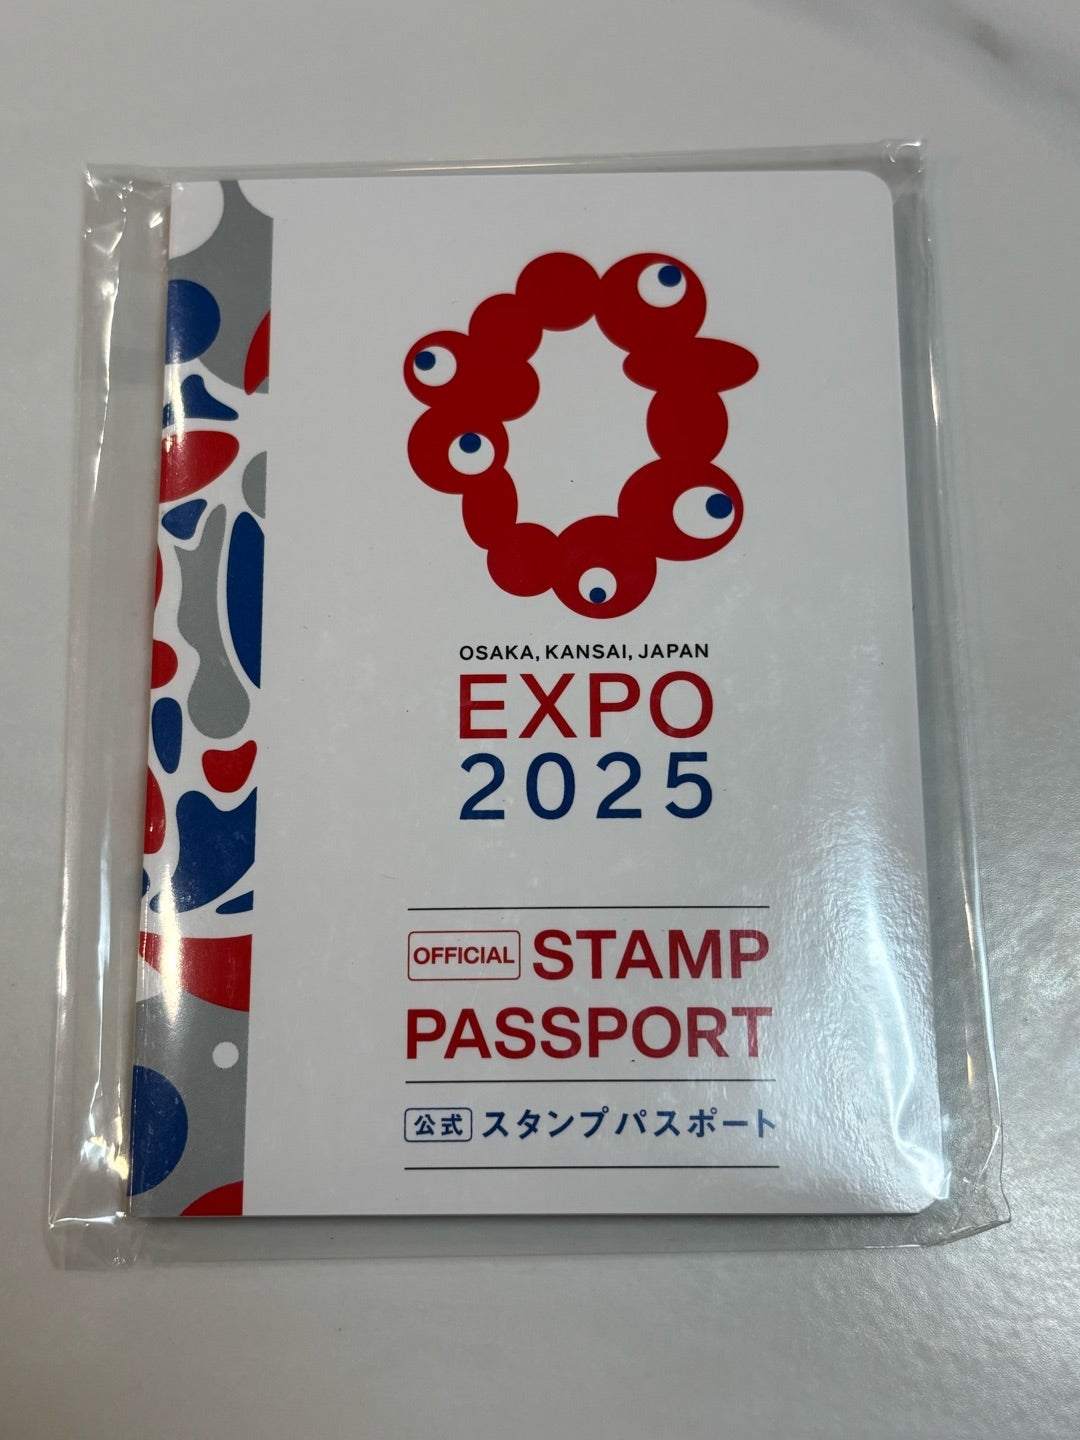 OSAKA, KANSAI, JAPAN
EXPO
2025
OFFICIAL STAMP
PASSPORT
公式 スタンプパスポート